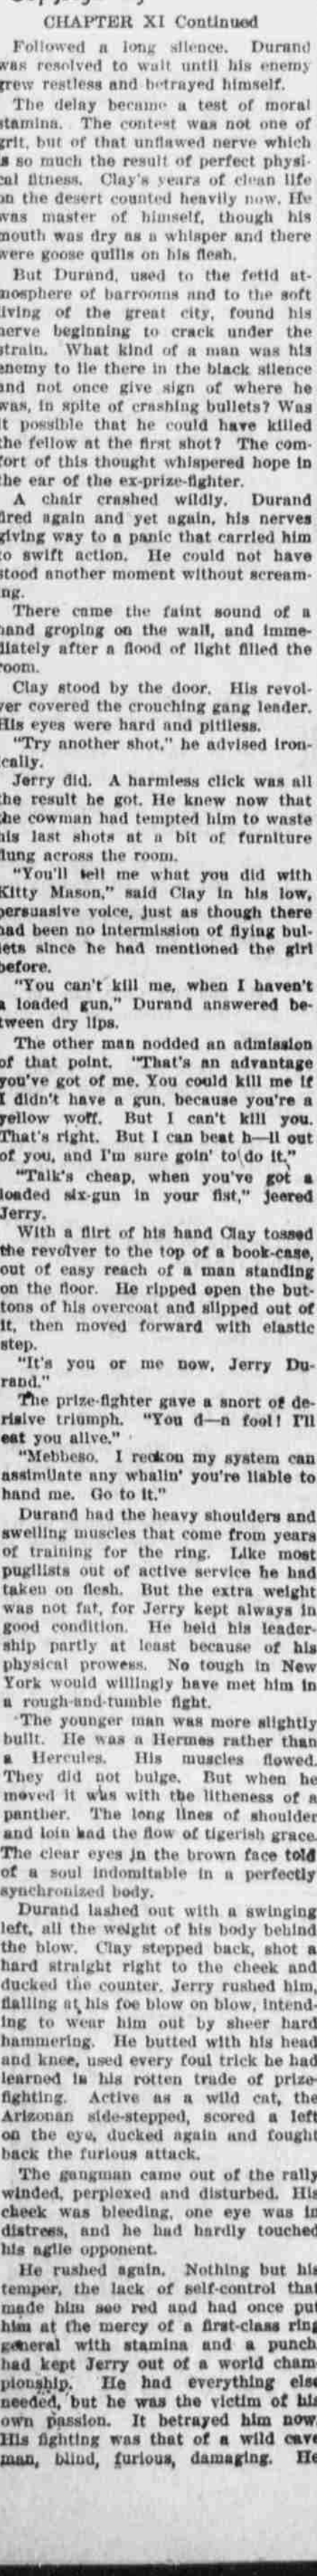 CHAPTER XI Continued
Followed a long silence. Durand
was resolved to wait until his enemy
grew restless and betrayed himself.
The delay became a test of moral
stamina. The contest was not one of
grit, but of that unflawed nerve which
s so much the result of perfect physi-
cal fitness. Clay's years of clean life
on the desert counted heavily now. He
was master of himself, though his
mouth was dry as a whisper and there
were goose quills on his flesh.
But Durand, used to the fetid at-
mosphere of barrooms and to the soft
iving of the great city, found his
nerve beginning to crack under the
strain. What kind of a man was his
enemy to lie there in the black silence
and not once give sign of where he
was, in spite of crashing bullets? Was
t possible that he could have killed
the fellow at the first shot? The com-
fort of this thought whispered hope in
the ear of the ex-prize-fighter.
A chair crashed wildly. Durand
fired again and yet again, his nerves
giving way to a panic that carried him
to swift action. He could not have
stood another moment without scream-
ng.
There came the faint sound of a
hand groping on the wall, and imme-
diately after a flood of light filled the
room.
Clay stood by the door. His revol-
ver covered the crouching gang leader.
His eyes were hard and pitiless.
"Try another shot," he advised iron-
cally.
Jerry did. A harmless click was all
the result he got. He knew now that
the cowman had tempted him to waste
his last shots at a bit of furniture
flung across the room.
"You'll tell me what you did with
Kitty Mason," said Clay in his low,
persuasive voice, just as though there
had been no intermission of flying bul-
lets since he had mentioned the girl
before.
"You can't kill me, when I haven't
a loaded gun," Durand answered be-
tween dry lips.
The other man nodded an admission
of that point. "That's an advantage
you've got of me. You could kill me if
I didn't have a gun, because you're a
yellow woff. But I can't kill you.
That's right. But I can beat h—ll out
of you, and I'm sure goin' to do it."
"Talk's cheap, when you've got a
loaded six-gun in your fist," jeered
Jerry.
With a flirt of his hand Clay tossed
the revolver to the top of a book-case,
out of easy reach of a man standing
on the floor. He ripped open the but-
tons of his overcoat and slipped out of
it, then moved forward with elastic
step.
"It's you or me now, Jerry Du-
rand."
The prize-fighter gave a snort of de-
risive triumph. "You d—n fool! I'll
eat you alive."
"Mebbeso. I reckon my system can
assimilate any whalin' you're liable to
hand me. Go to it."
Durand had the heavy shoulders and
swelling muscles that come from years
of training for the ring. Like most
pugilists out of active service he had
taken on flesh. But the extra weight
was not fat, for Jerry kept always in
good condition. He held his leader-
ship partly at least because of his
physical prowess. No tough in New
York would willingly have met him in
a rough-and-tumble fight.
The younger man was more slightly
built. He was a Hermes rather than
a Hercules. His muscles flowed.
They did not bulge. But when he
moved it was with the litheness of a
panther. The long lines of shoulder
and loin had the flow of tigerish grace.
The clear eyes in the brown face told
of a soul indomitable in a perfectly
synchronized body.
Durand lashed out with a swinging
left, all the weight of his body behind
the blow. Clay stepped back, shot a
hard straight right to the cheek and
ducked the counter. Jerry rushed him,
flailing at his foe blow on blow, intend-
ing to wear him out by sheer hard
hammering. He butted with his head
and knee, used every foul trick he had
learned in his rotten trade of prize-
fighting. Active as a wild cat, the
Arizonan side-stepped, scored a left
on the eye, ducked again and fought
back the furious attack.
The gangman came out of the rally
winded, perplexed and disturbed. His
cheek was bleeding, one eye was in
distress, and he had hardly touched
his agile opponent.
He rushed again. Nothing but his
temper, the lack of self-control that
made him see red and had once put
him at the mercy of a first-class ring
general with stamina and a punch
had kept Jerry out of a world cham
pionship. He had everything else
needed, but he was the victim of his
own passion. It betrayed him now
His fighting was that of a wild cave
man, blind, furious, damaging. He